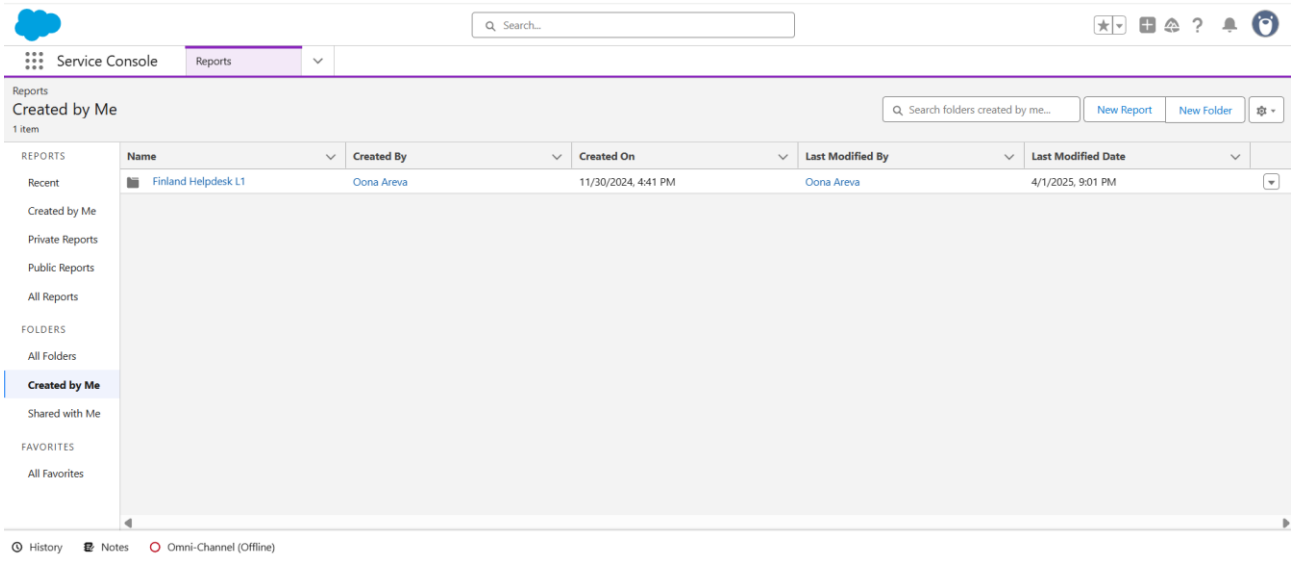 Search...
Service Console
Reports
Reports
Created by Me
1 item
Search folders created by me...
New Report
New Folder
REPORTS
Recent
Created by Me
Private Reports
Public Reports
All Reports
FOLDERS
All Folders
Created by Me
Shared with Me
FAVORITES
All Favorites
Name Created By Created On Last Modified By Last Modified Date
Finland Helpdesk L1 Oona Areva 11/30/2024, 4:41 PM Oona Areva 4/1/2025, 9:01 PM
History Notes Omni-Channel (Offline)